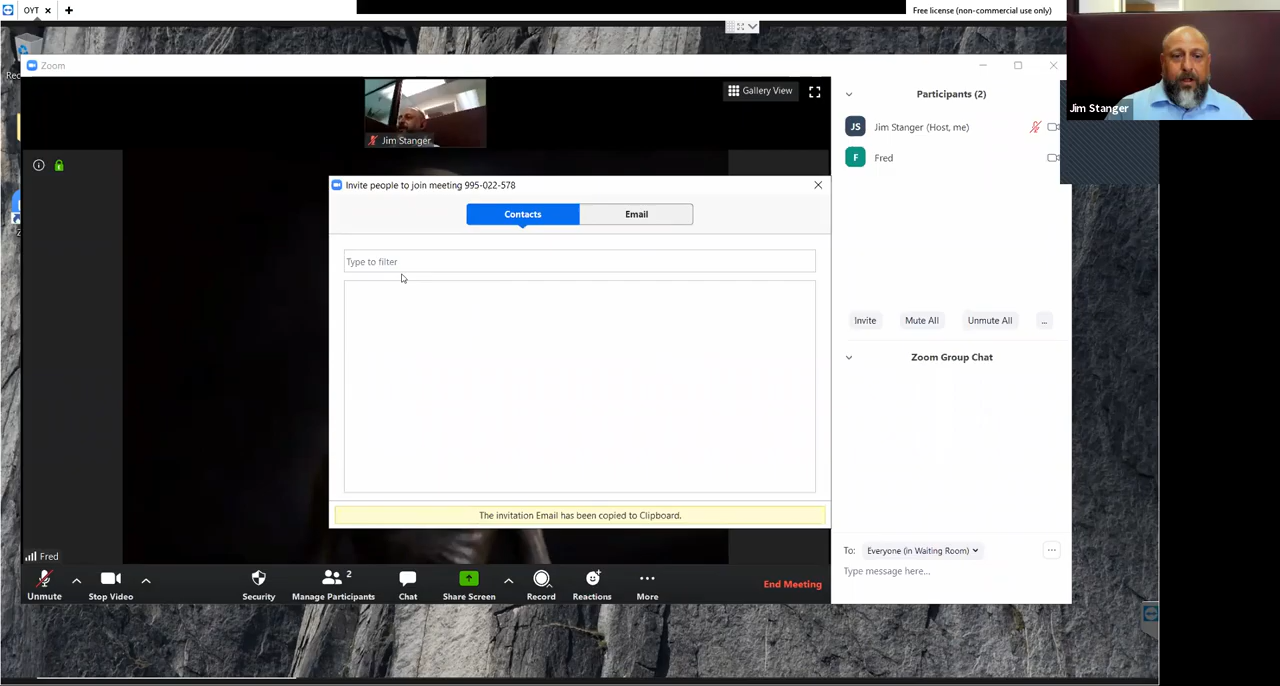 OYT
Free license (non-commercial use only)
Zoom
Gallery View
Jim Stanger
Jim Stanger
Participants (2)
JS Jim Stanger (Host, me)
F Fred
Invite people to join meeting 995-022-578
Contacts
Email
Type to filter
The invitation Email has been copied to Clipboard.
Invite
Mute All
Unmute All
...
Zoom Group Chat
To: Everyone (in Waiting Room)
Type message here...
Fred
Unmute
Stop Video
Security
2
Manage Participants
Chat
Share Screen
Record
Reactions
More
End Meeting